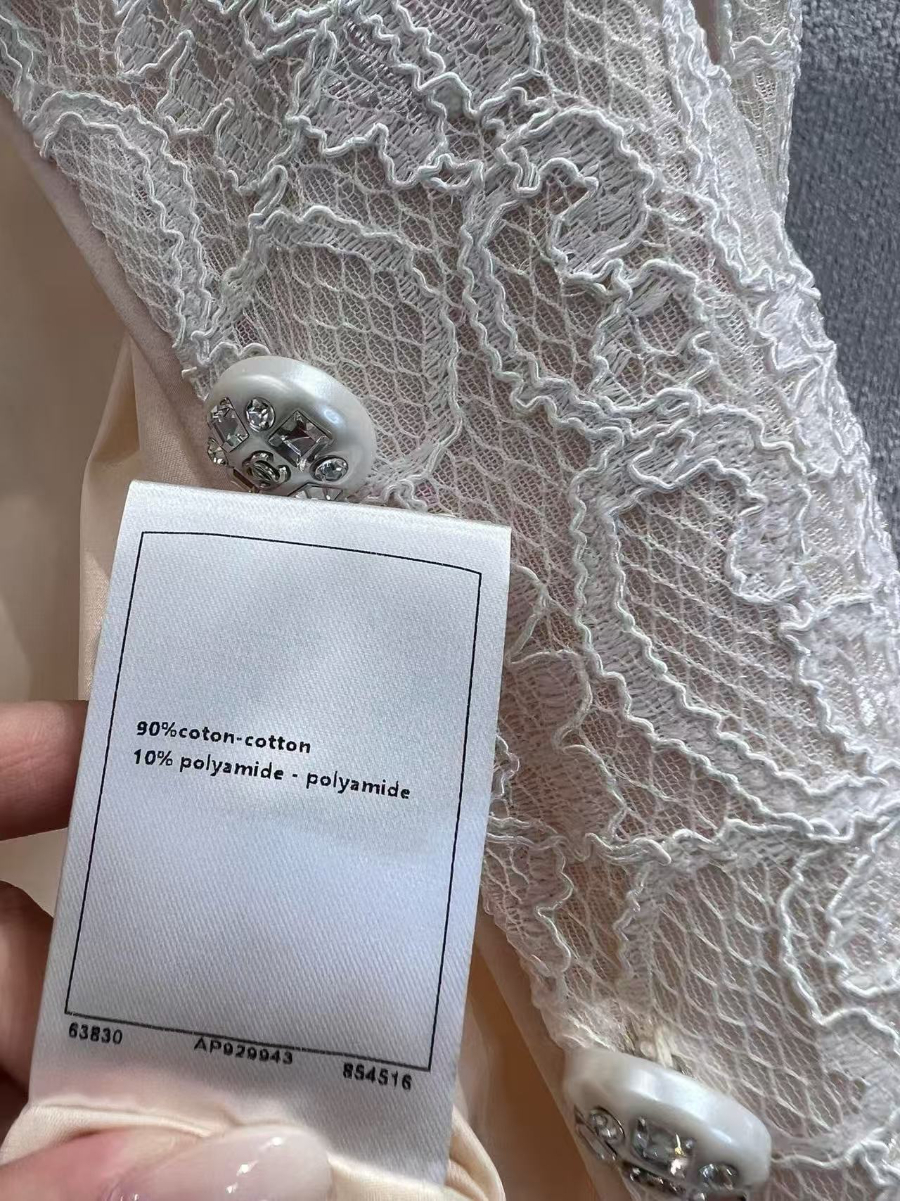 90%coton-cotton
10% polyamide - polyamide
63830 AP929943 854516